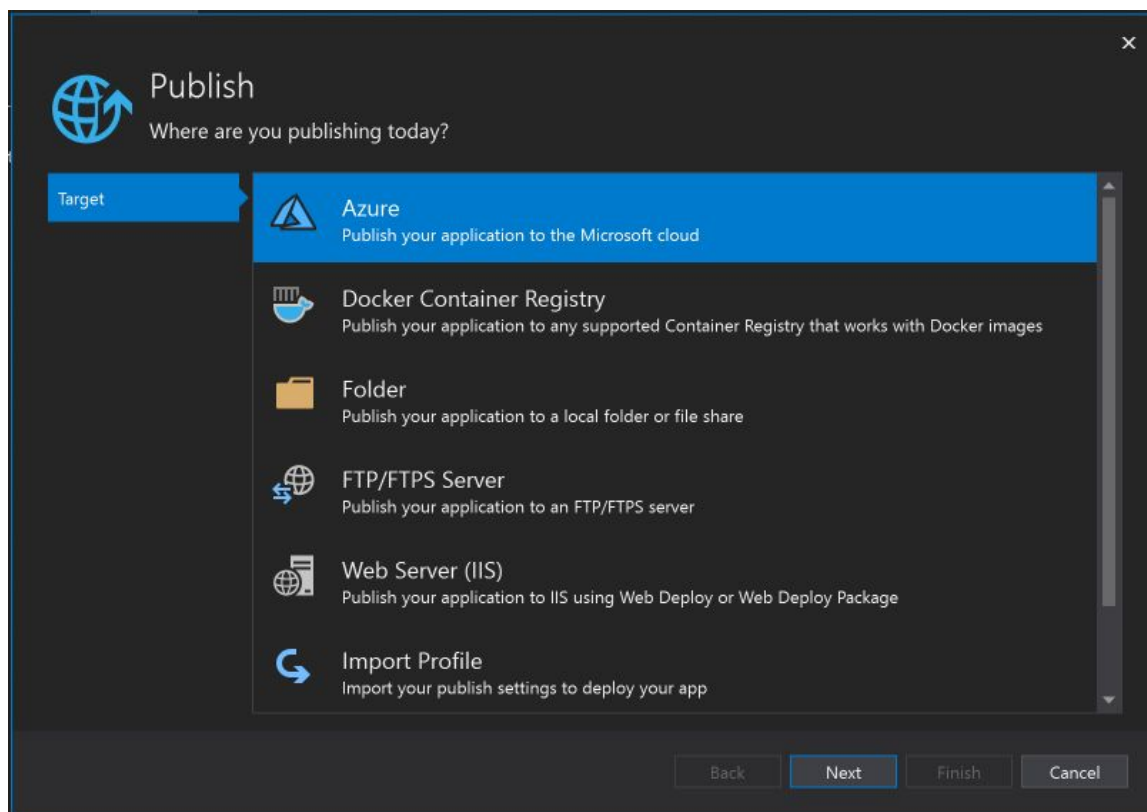 Publish
Where are you publishing today?
Target
Azure
Publish your application to the Microsoft cloud
Docker Container Registry
Publish your application to any supported Container Registry that works with Docker images
Folder
Publish your application to a local folder or file share
FTP/FTPS Server
Publish your application to an FTP/FTPS server
Web Server (IIS)
Publish your application to IIS using Web Deploy or Web Deploy Package
Import Profile
Import your publish settings to deploy your app
Back
Next
Finish
Cancel